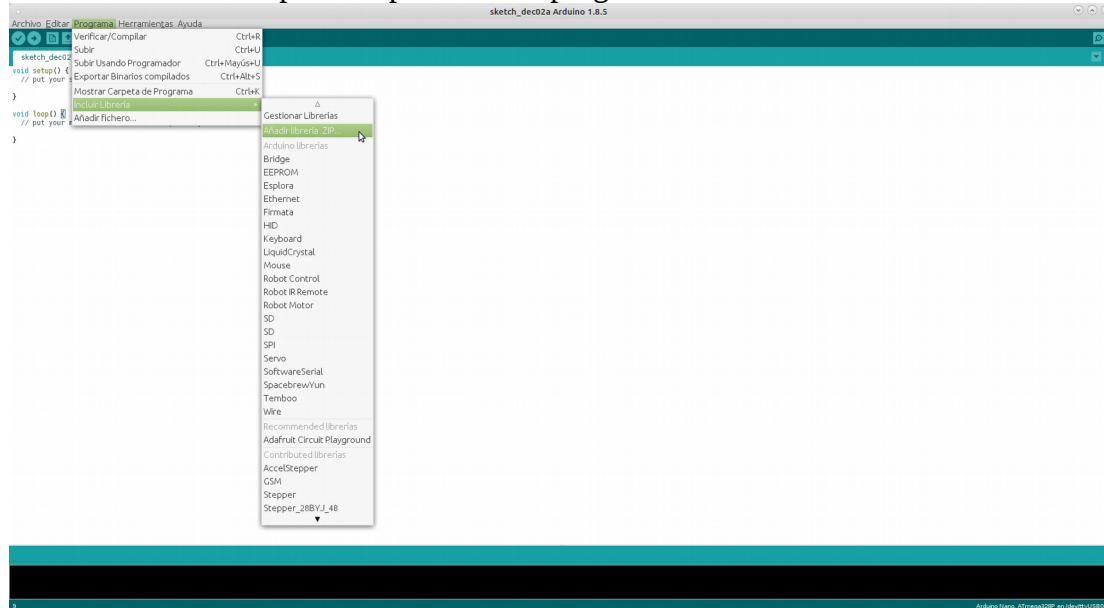 sketch_dec02a Arduino 1.8.5
Archivo Editar Programa Herramientas Ayuda
Verificar/Compilar Ctrl+R
Subir Ctrl+U
Subir Usando Programador Ctrl+Mayús+U
Exportar Binarios compilados Ctrl+Alt+S
Mostrar Carpeta de Programa Ctrl+K
Incluir Librería
Añadir fichero...
sketch_dec02
void setup() {
// put your
}
void loop() {
// put your
}
Gestionar Librerías
Añadir librería .ZIP...
Arduino librerías
Bridge
EEPROM
Esplora
Ethernet
Firmata
HID
Keyboard
LiquidCrystal
Mouse
Robot Control
Robot IR Remote
Robot Motor
SD
SD
SPI
Servo
SoftwareSerial
SpacebrewYun
Temboo
Wire
Recommended librerías
Adafruit Circuit Playground
Contributed librerías
AccelStepper
GSM
Stepper
Stepper_28BYJ_48
9
Arduino Nano, ATmega328P en /dev/ttyUSB0